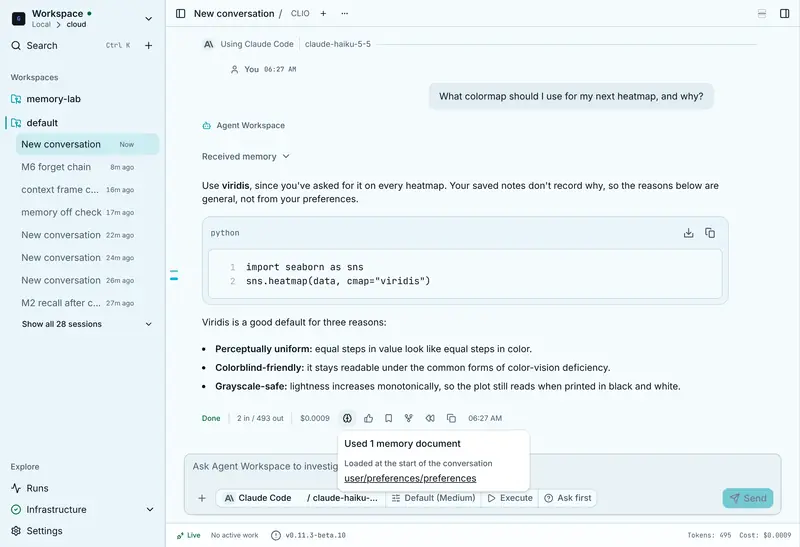 Workspace
Local > cloud
Search
Ctrl K
Workspaces
memory-lab
default
New conversation Now
M6 forget chain 8m ago
context frame c... 16m ago
memory off check 17m ago
New conversation 22m ago
New conversation 24m ago
New conversation 26m ago
M2 recall after c... 27m ago
Show all 28 sessions
Explore
Runs
Infrastructure
Settings
New conversation / CLIO + ...
Using Claude Code claude-haiku-5-5
You 06:27 AM
What colormap should I use for my next heatmap, and why?
Agent Workspace
Received memory
Use viridis, since you've asked for it on every heatmap. Your saved notes don't record why, so the reasons below are
general, not from your preferences.
python
1 import seaborn as sns
2 sns.heatmap(data, cmap="viridis")
Viridis is a good default for three reasons:
• Perceptually uniform: equal steps in value look like equal steps in color.
• Colorblind-friendly: it stays readable under the common forms of color-vision deficiency.
• Grayscale-safe: lightness increases monotonically, so the plot still reads when printed in black and white.
Done 2 in / 493 out $0.0009 06:27 AM
Used 1 memory document
Loaded at the start of the conversation
user/preferences/preferences
Ask Agent Workspace to investig
+ Claude Code / claude-haiku-... Default (Medium) Execute Ask first Send
Live No active work v0.11.3-beta.10 Tokens: 495 Cost: $0.0009